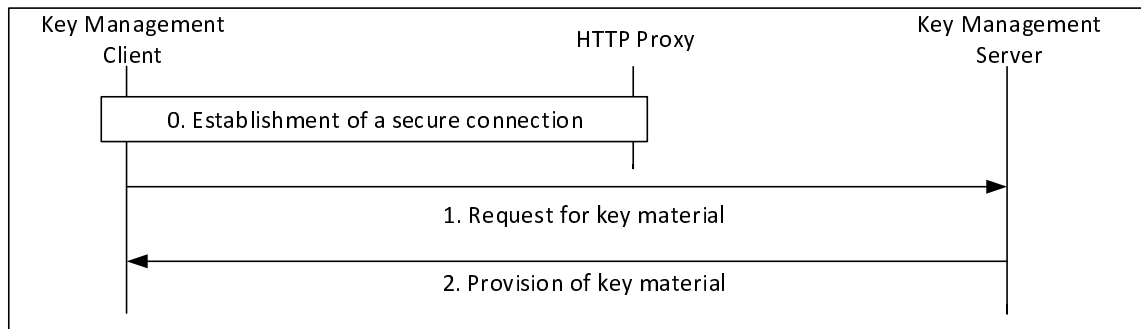 Key Management
Client
HTTP Proxy
Key Management
Server
0. Establishment of a secure connection
1. Request for key material
2. Provision of key material